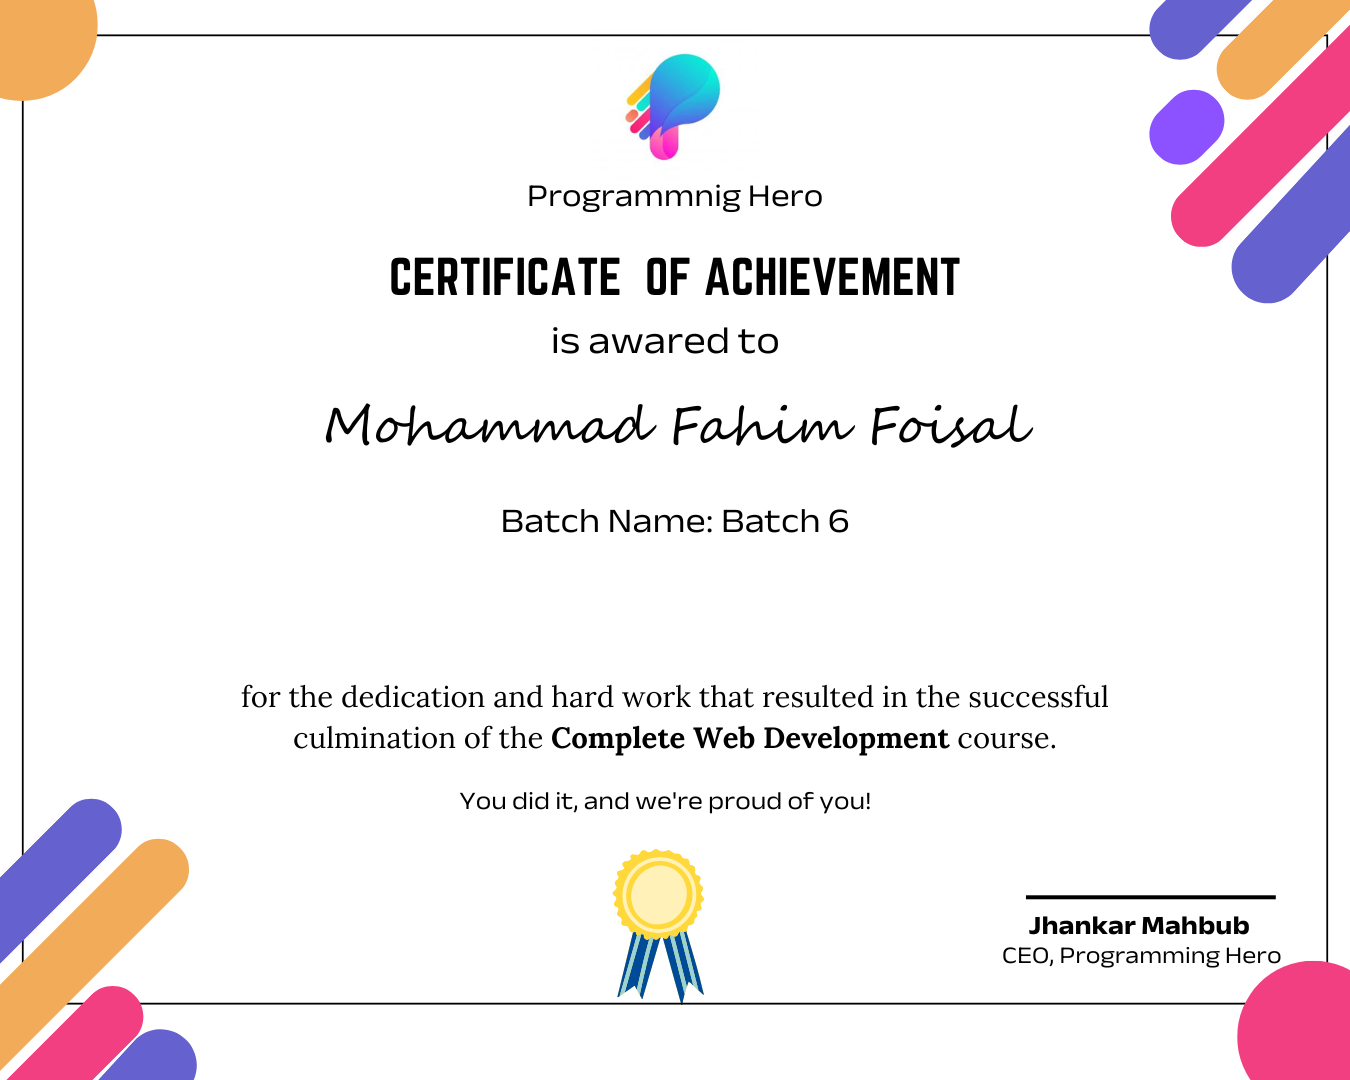 Programmnig Hero
CERTIFICATE OF ACHIEVEMENT
is awared to
Mohammad Fahim Foisal
Batch Name: Batch 6
for the dedication and hard work that resulted in the successful
culmination of the Complete Web Development course.
You did it, and we're proud of you!
Jhankar Mahbub
CEO, Programming Hero